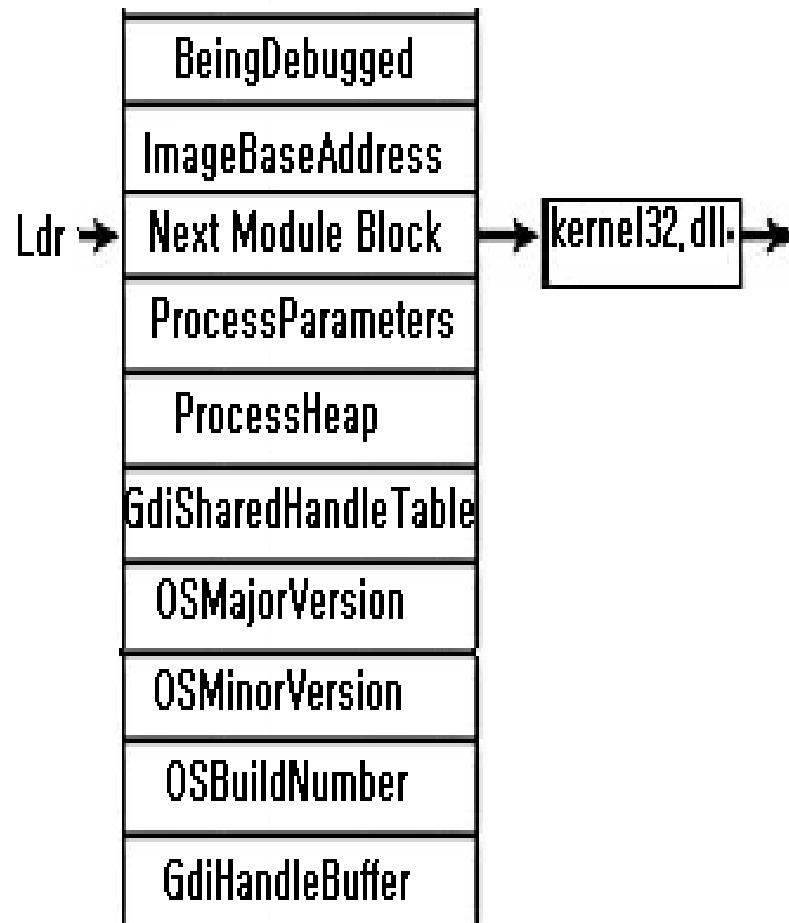 BeingDebugged
ImageBaseAddress
Ldr
Next Module Block
kernel32.dll.
ProcessParameters
ProcessHeap
GdiSharedHandleTable
OSMajorVersion
OSMinorVersion
OSBuildNumber
GdiHandleBuffer